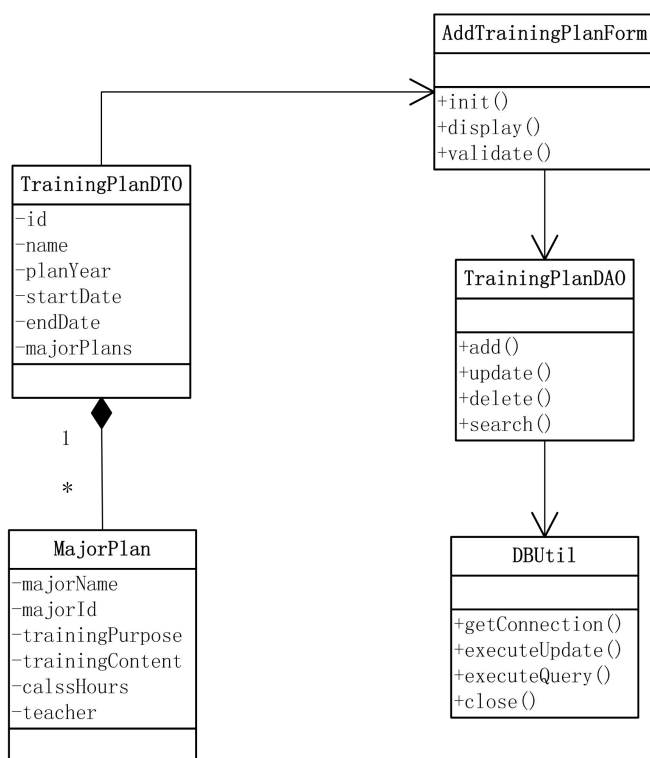 AddTrainingPlanForm
+init()
+display()
+validate()
TrainingPlanDTO
-id
-name
-planYear
-startDate
-endDate
-majorPlans
TrainingPlanDAO
+add()
+update()
+delete()
+search()
1
*
MajorPlan
-majorName
-majorId
-trainingPurpose
-trainingContent
-calssHours
-teacher
DBUtil
+getConnection()
+executeUpdate()
+executeQuery()
+close()